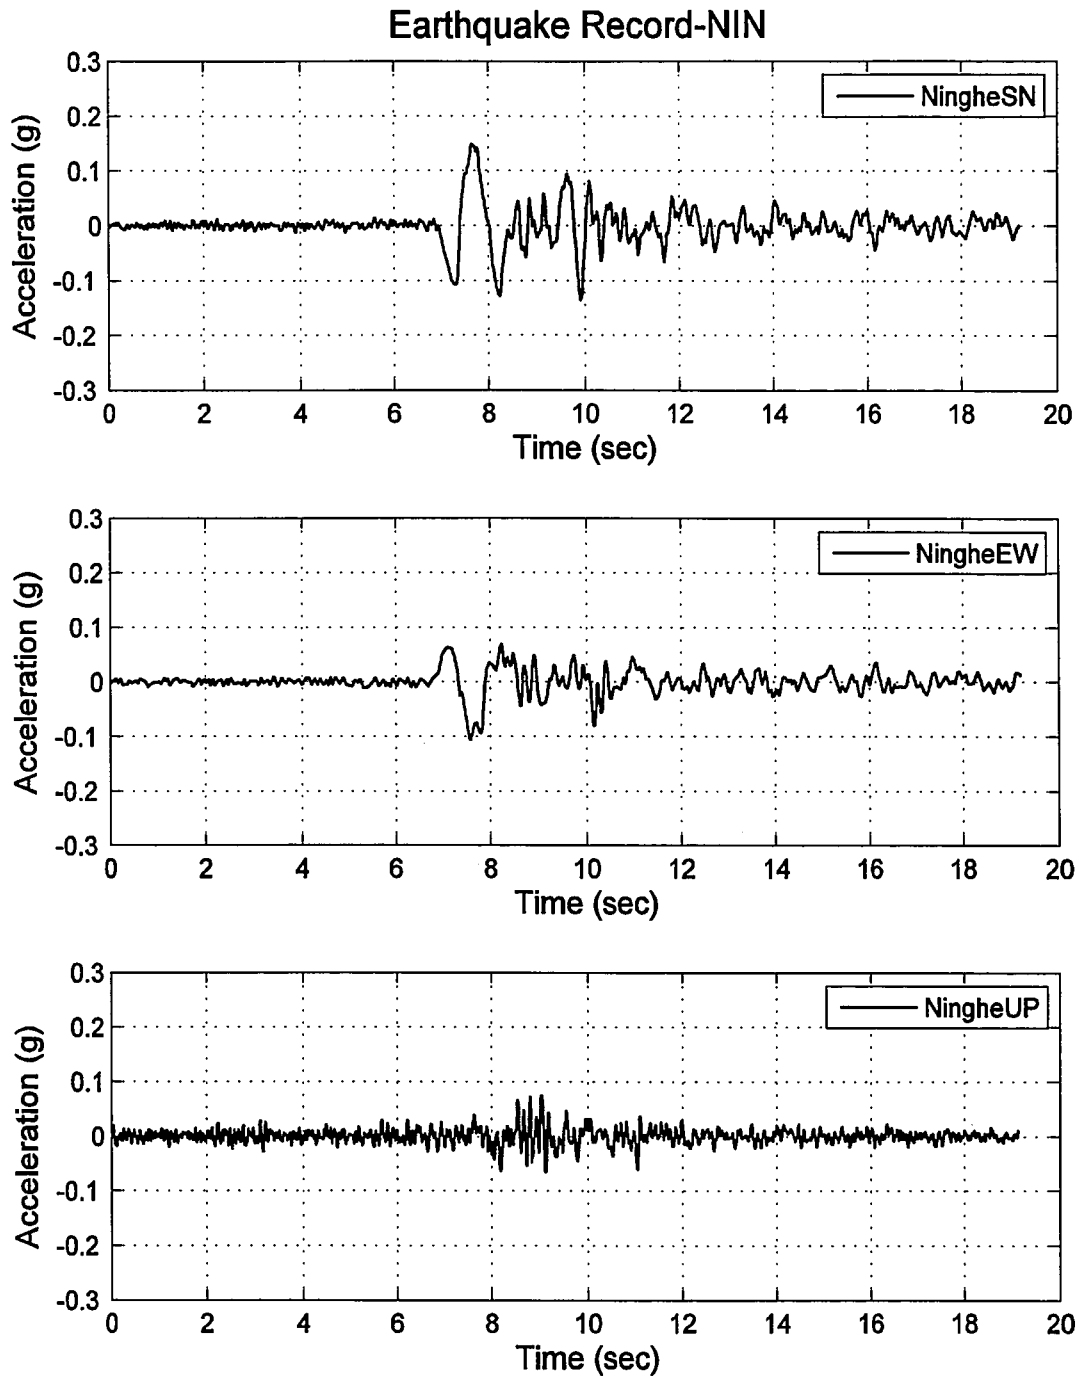 Earthquake Record-NIN
0.3
NingheSN
0.2
0.1
0
-0.1
-0.2
-0.3
Acceleration (g)
0 2 4 6 8 10 12 14 16 18 20
Time (sec)
0.3
NingheEW
0.2
0.1
0
-0.1
-0.2
-0.3
Acceleration (g)
0 2 4 6 8 10 12 14 16 18 20
Time (sec)
0.3
NingheUP
0.2
0.1
0
-0.1
-0.2
-0.3
Acceleration (g)
0 2 4 6 8 10 12 14 16 18 20
Time (sec)